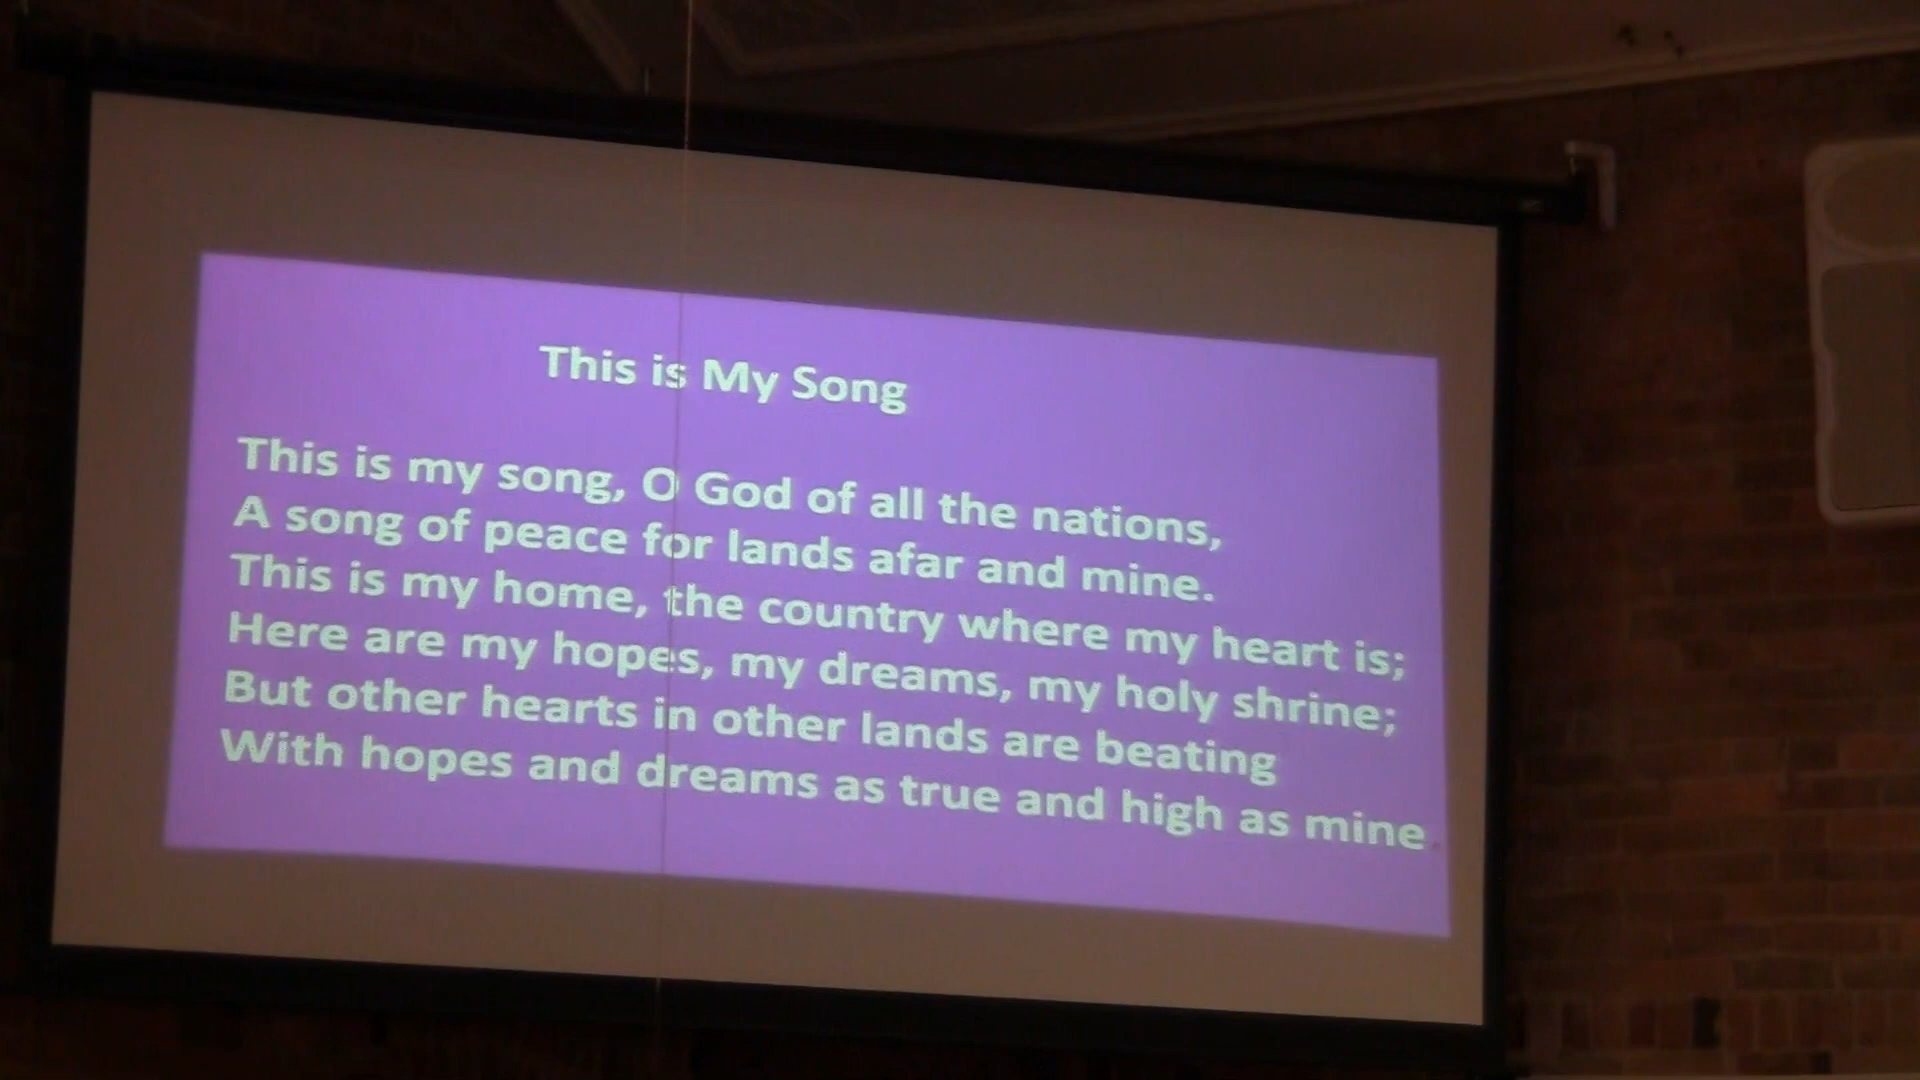 This is My Song
This is my song, O God of all the nations,
A song of peace for lands afar and mine.
This is my home, the country where my heart is;
Here are my hopes, my dreams, my holy shrine;
But other hearts in other lands are beating
With hopes and dreams as true and high as mine.